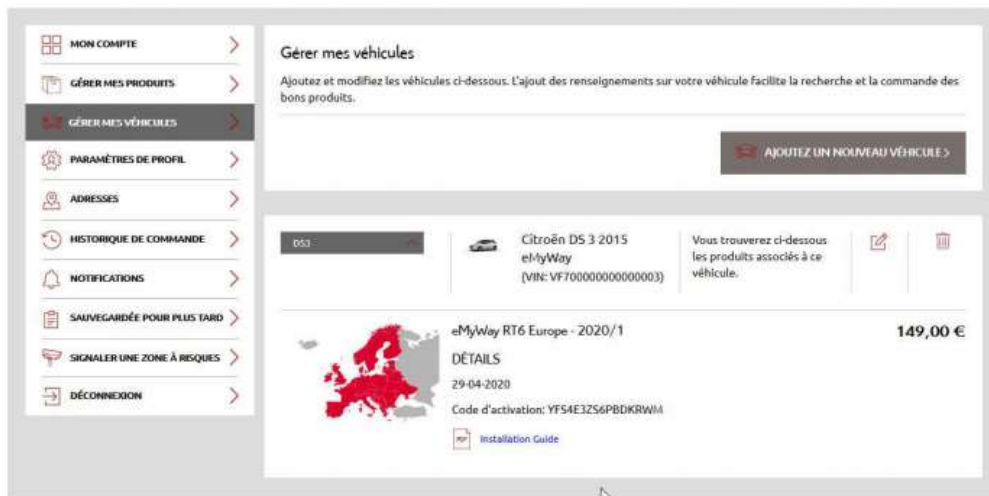 MON COMPTE
GÉRER MES PRODUITS
GÉRER MES VÉHICULES
PARAMÈTRES DE PROFIL
ADRESSES
HISTORIQUE DE COMMANDE
NOTIFICATIONS
SAUVEGARDÉE POUR PLUS TARD
SIGNALER UNE ZONE À RISQUES
DÉCONNEXION
Gérer mes véhicules
Ajoutez et modifiez les véhicules ci-dessous. L'ajout des renseignements sur votre véhicule facilite la recherche et la commande des
bons produits.
AJOUTEZ UN NOUVEAU VÉHICULE >
DS3
Citroën DS 3 2015
eMyWay
(VIN: VF700000000000003)
Vous trouverez ci-dessous
les produits associés à ce
véhicule.
eMyWay RT6 Europe - 2020/1
149,00 €
DÉTAILS
29-04-2020
Code d'activation: YFS4E3ZS6PBDKRWM
PDF
Installation Guide